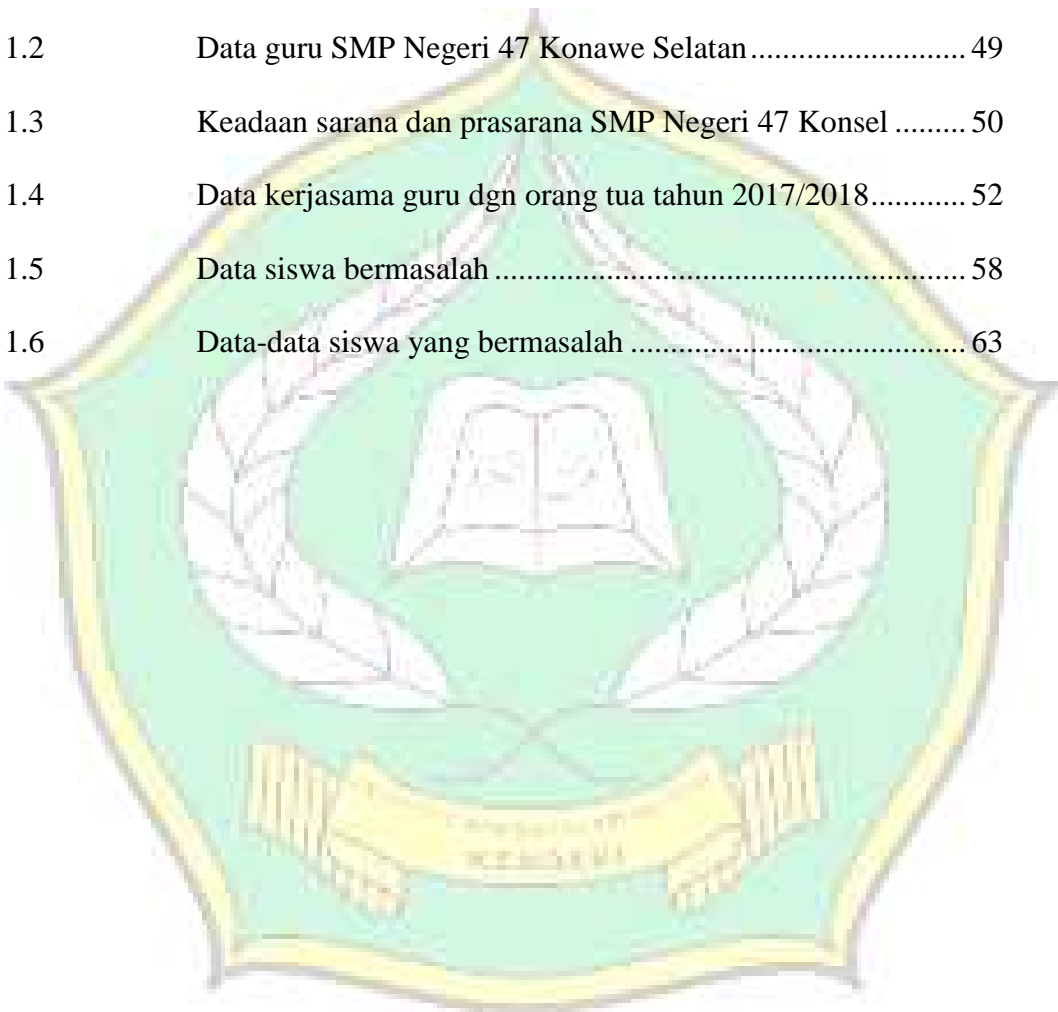 1.2 Data guru SMP Negeri 47 Konawe Selatan............................ 49
1.3 Keadaan sarana dan prasarana SMP Negeri 47 Konsel ......... 50
1.4 Data kerjasama guru dgn orang tua tahun 2017/2018............ 52
1.5 Data siswa bermasalah ........................................................... 58
1.6 Data-data siswa yang bermasalah .......................................... 63
KENDARI